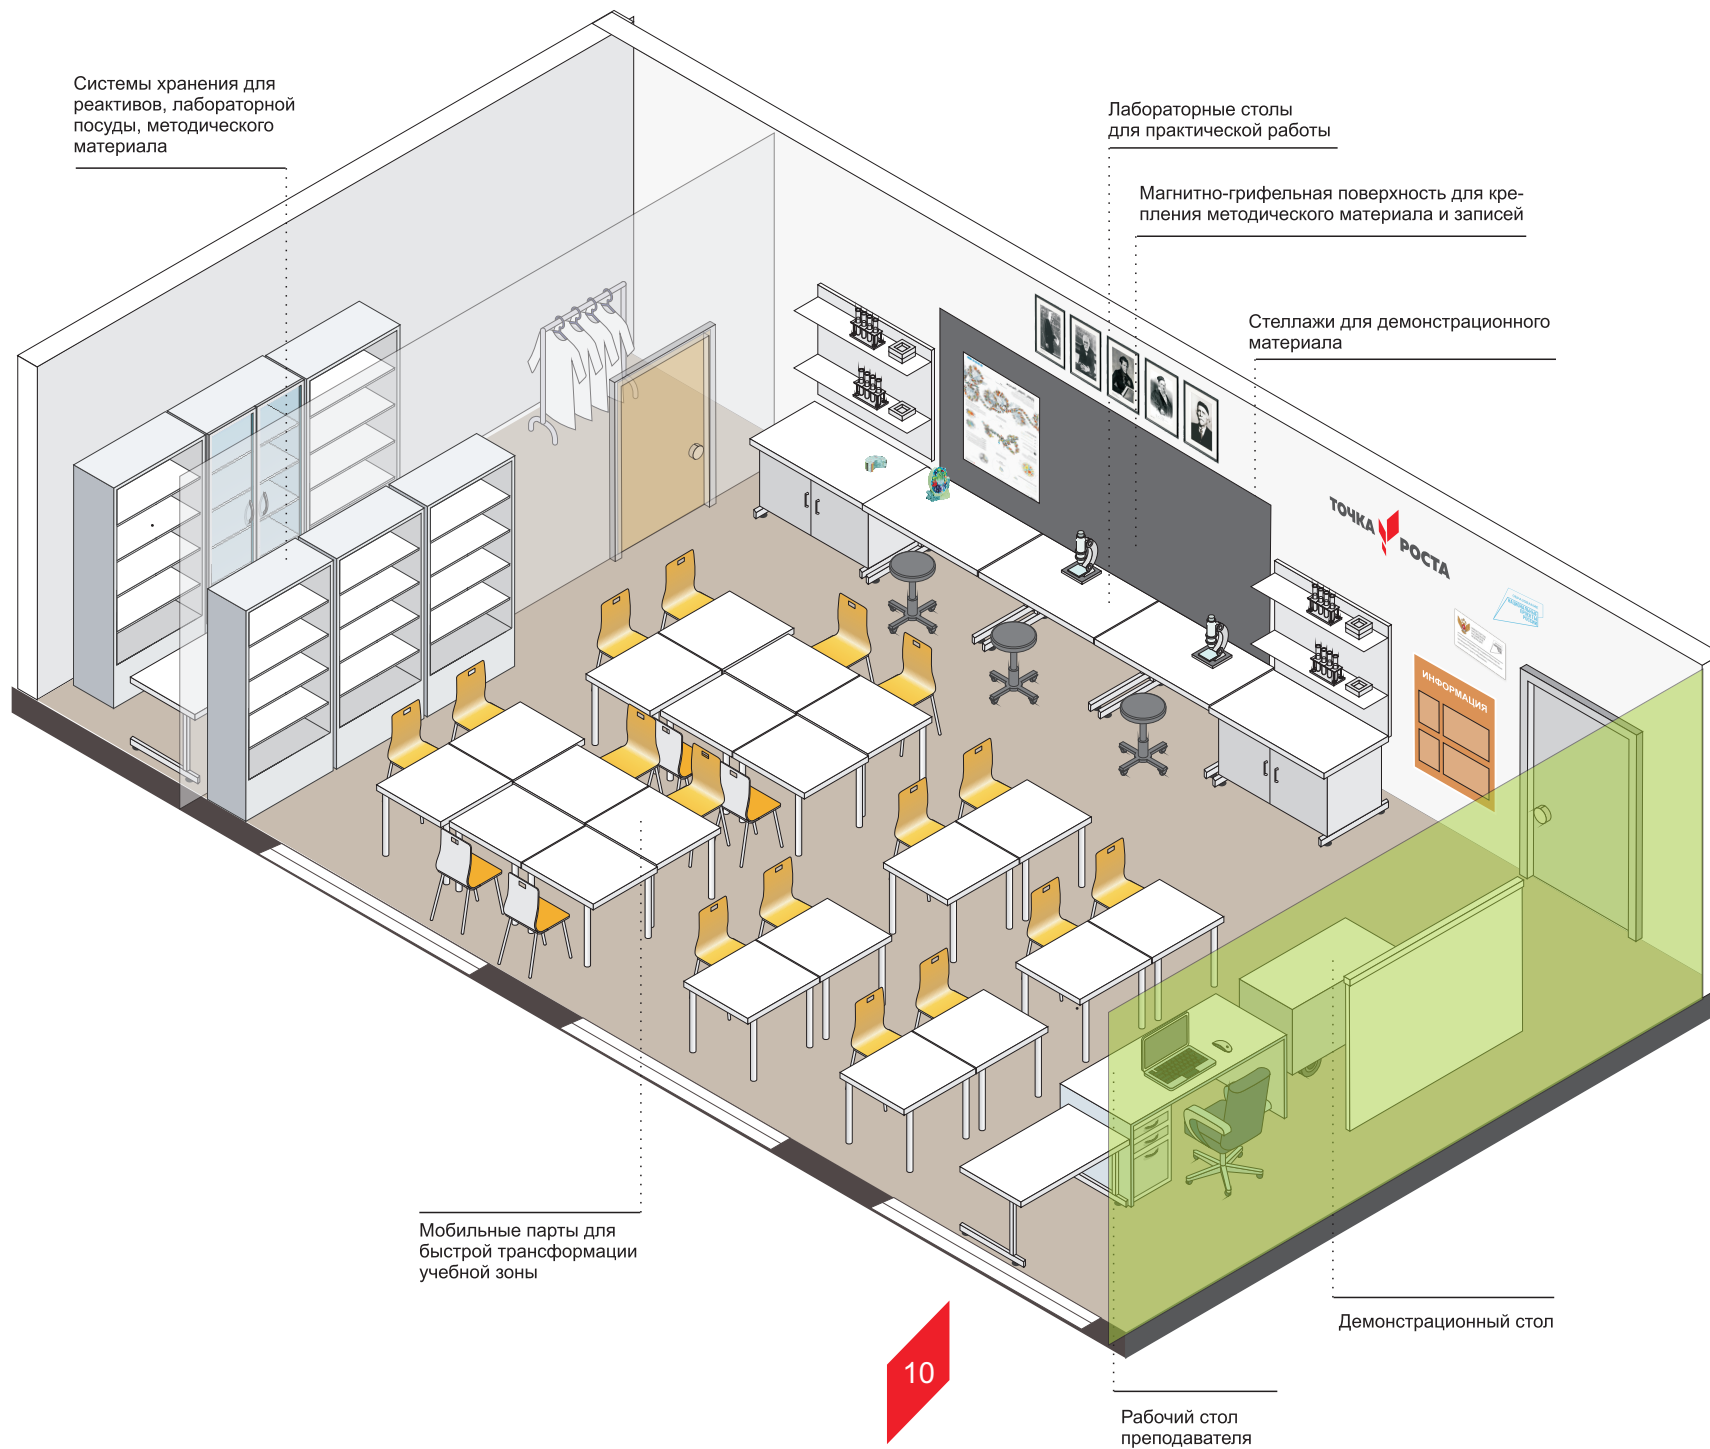 Системы хранения для
реактивов, лабораторной
посуды, методического
материала
Лабораторные столы
для практической работы
Магнитно-грифельная поверхность для кре-
пления методического материала и записей
Стеллажи для демонстрационного
материала
ТОЧКА
РОСТА
ИНФОРМАЦИЯ
Мобильные парты для
быстрой трансформации
учебной зоны
Демонстрационный стол
10
Рабочий стол
преподавателя